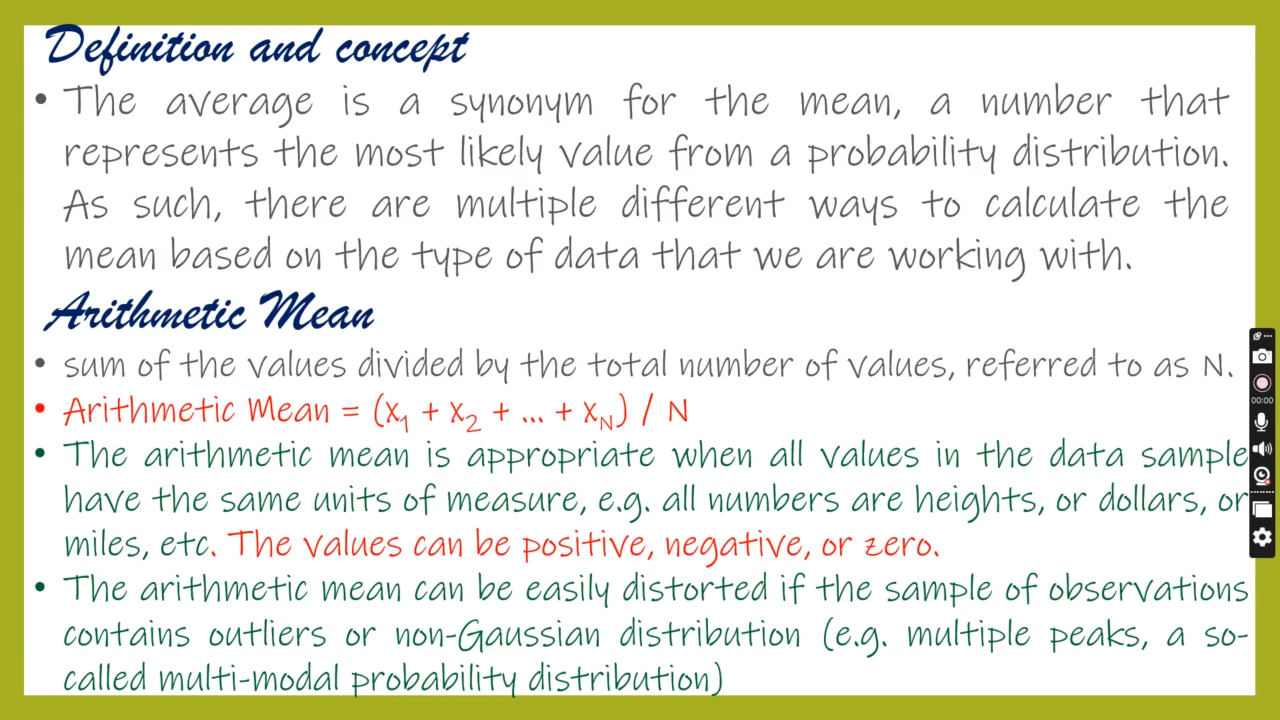 Definition and concept
• The average is a synonym for the mean, a number that
represents the most likely value from a probability distribution.
As such, there are multiple different ways to calculate the
mean based on the type of data that we are working with.
Arithmetic Mean
• sum of the values divided by the total number of values, referred to as N.
• Arithmetic Mean = (x₁ + x₂ + ... + x_N) / N
• The arithmetic mean is appropriate when all values in the data sample
have the same units of measure, e.g. all numbers are heights, or dollars, or
miles, etc. The values can be positive, negative, or zero.
• The arithmetic mean can be easily distorted if the sample of observations
contains outliers or non-Gaussian distribution (e.g. multiple peaks, a so-
called multi-modal probability distribution)
00:00